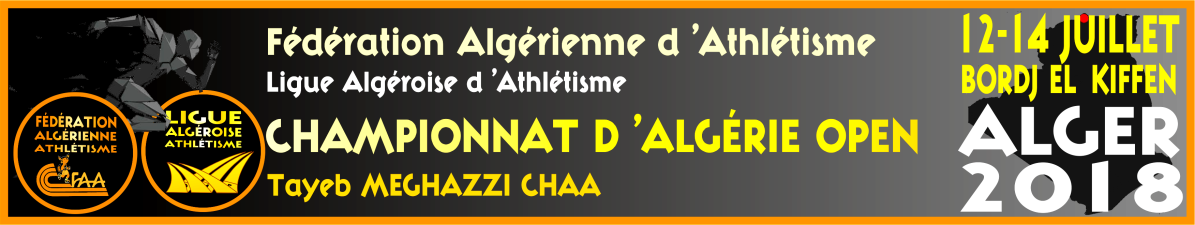 Fédération Algérienne d 'Athlétisme
Ligue Algéroise d 'Athlétisme
CHAMPIONNAT D 'ALGÉRIE OPEN
Tayeb MEGHAZZI CHAA
12-14 JUILLET
BORDJ EL KIFFEN
ALGER
2018
FÉDÉRATION
ALGÉRIENNE
ATHLÉTISME
FAA
LIGUE
ALGÉROISE
ATHLÉTISME